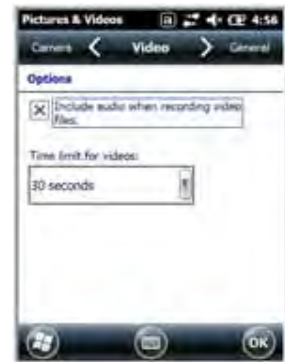 Pictures & Videos 4:56
Camera Video General
Options
Include audio when recording video
files.
Time limit for videos:
30 seconds
OK